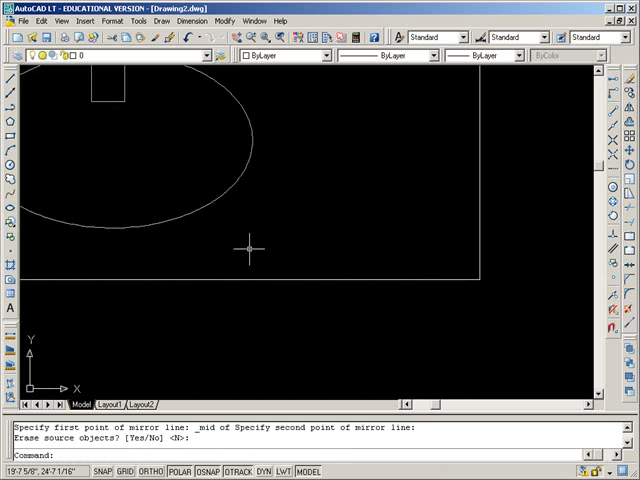 AutoCAD LT - EDUCATIONAL VERSION - [Drawing2.dwg]
File Edit View Insert Format Tools Draw Dimension Modify Window Help
Standard Standard Standard
0 ByLayer ByLayer ByLayer ByColor
A
Y
X
Model Layout1 Layout2
Specify first point of mirror line: _mid of Specify second point of mirror line:
Erase source objects? [Yes/No] <N>:
Command:
19'-7 5/8", 24'-7 1/16" SNAP GRID ORTHO POLAR OSNAP OTRACK DYN LWT MODEL